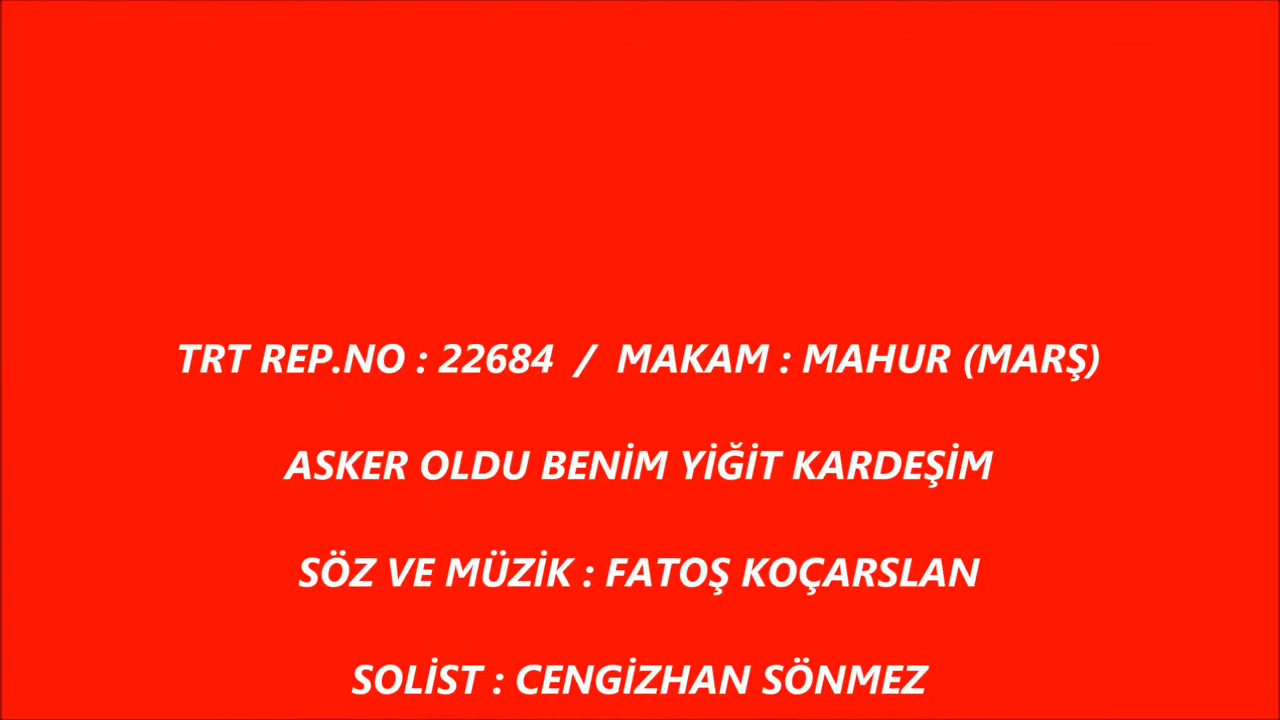 TRT REP.NO : 22684 / MAKAM : MAHUR (MARŞ)
ASKER OLDU BENİM YİĞİT KARDEŞİM
SÖZ VE MÜZİK : FATOŞ KOÇARSLAN
SOLİST : CENGİZHAN SÖNMEZ